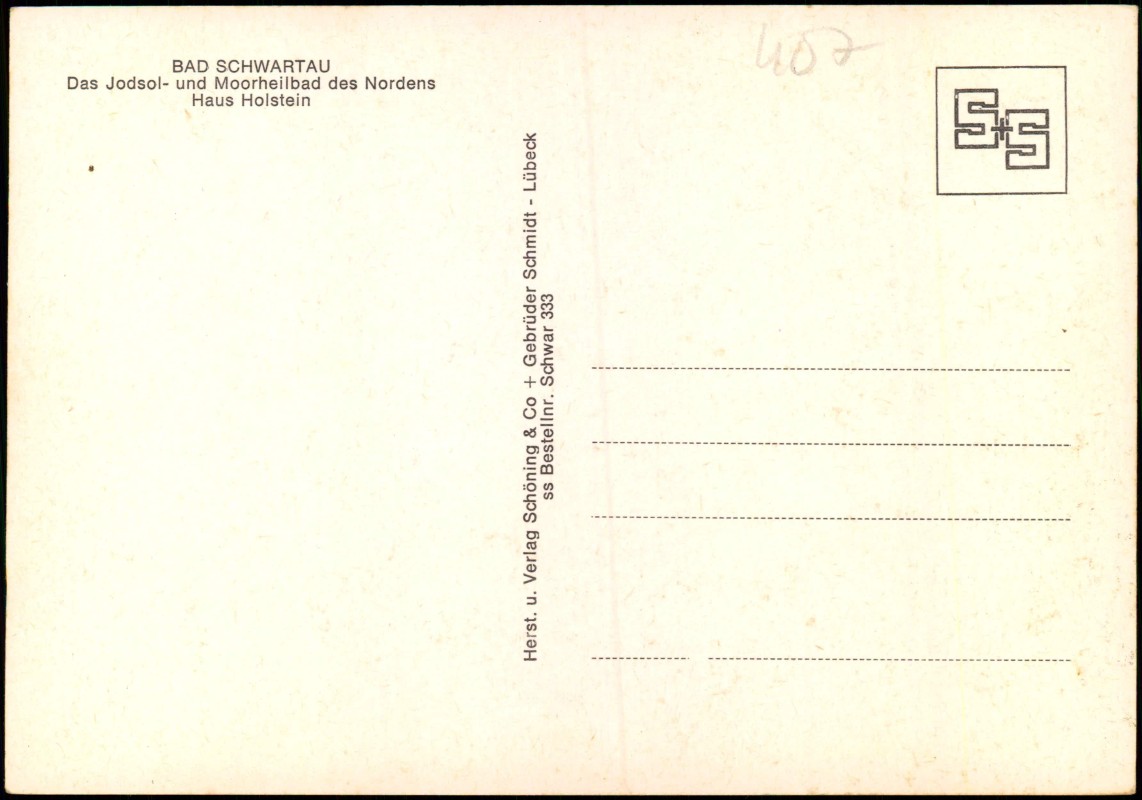 BAD SCHWARTAU
Das Jodsol- und Moorheilbad des Nordens
Haus Holstein
Herst. u. Verlag Schöning & Co + Gebrüder Schmidt - Lübeck
ss Bestellnr. Schwar 333
407
S+S